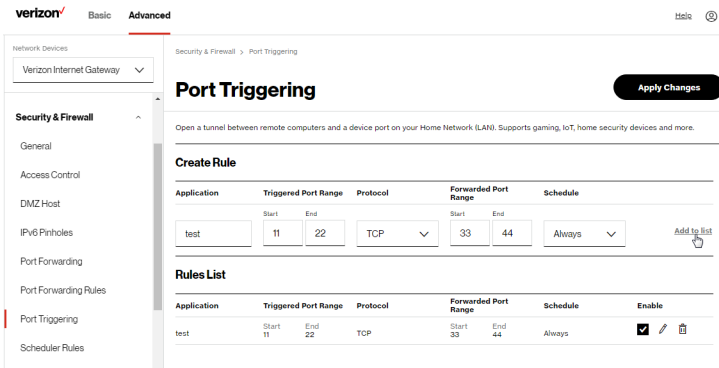 verizon✓ Basic Advanced Help
Network Devices
Verizon Internet Gateway
Security & Firewall
General
Access Control
DMZ Host
IPv6 Pinholes
Port Forwarding
Port Forwarding Rules
Port Triggering
Scheduler Rules
Security & Firewall > Port Triggering
Port Triggering Apply Changes
Open a tunnel between remote computers and a device port on your Home Network (LAN). Supports gaming, IoT, home security devices and more.
Create Rule
Application Triggered Port Range Protocol Forwarded Port Range Schedule
Start End Start End
test 11 22 TCP 33 44 Always Add to list
Rules List
Application Triggered Port Range Protocol Forwarded Port Range Schedule Enable
Start End Start End
test 11 22 TCP 33 44 Always